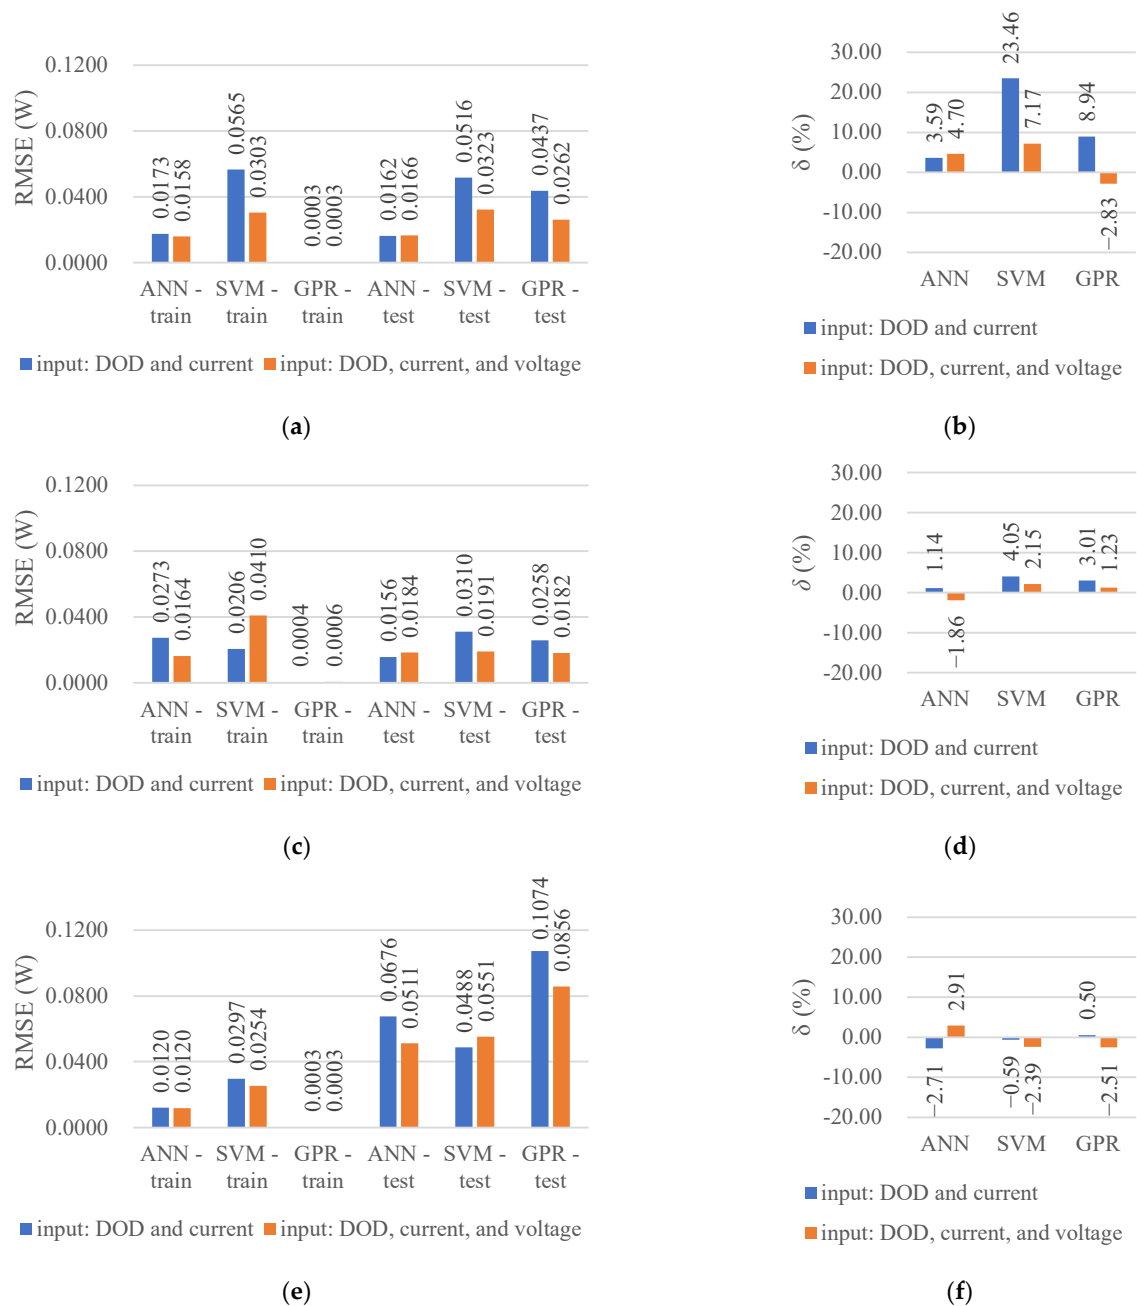 0.1200
0.0800
0.0400
0.0000
RMSE (W)
0.0173
0.0158
0.0565
0.0303
0.0003
0.0003
0.0162
0.0166
0.0516
0.0323
0.0437
0.0262
ANN - train
SVM - train
GPR - train
ANN - test
SVM - test
GPR - test
input: DOD and current
input: DOD, current, and voltage
(a)
30.00
20.00
10.00
0.00
-10.00
-20.00
δ (%)
3.59
4.70
23.46
7.17
8.94
−2.83
ANN
SVM
GPR
input: DOD and current
input: DOD, current, and voltage
(b)
0.1200
0.0800
0.0400
0.0000
RMSE (W)
0.0273
0.0164
0.0206
0.0410
0.0004
0.0006
0.0156
0.0184
0.0310
0.0191
0.0258
0.0182
ANN - train
SVM - train
GPR - train
ANN - test
SVM - test
GPR - test
input: DOD and current
input: DOD, current, and voltage
(c)
30.00
20.00
10.00
0.00
-10.00
-20.00
δ (%)
1.14
−1.86
4.05
2.15
3.01
1.23
ANN
SVM
GPR
input: DOD and current
input: DOD, current, and voltage
(d)
0.1200
0.0800
0.0400
0.0000
RMSE (W)
0.0120
0.0120
0.0297
0.0254
0.0003
0.0003
0.0676
0.0511
0.0488
0.0551
0.1074
0.0856
ANN - train
SVM - train
GPR - train
ANN - test
SVM - test
GPR - test
input: DOD and current
input: DOD, current, and voltage
(e)
30.00
20.00
10.00
0.00
-10.00
-20.00
δ (%)
−2.71
2.91
−0.59
−2.39
0.50
−2.51
ANN
SVM
GPR
input: DOD and current
input: DOD, current, and voltage
(f)